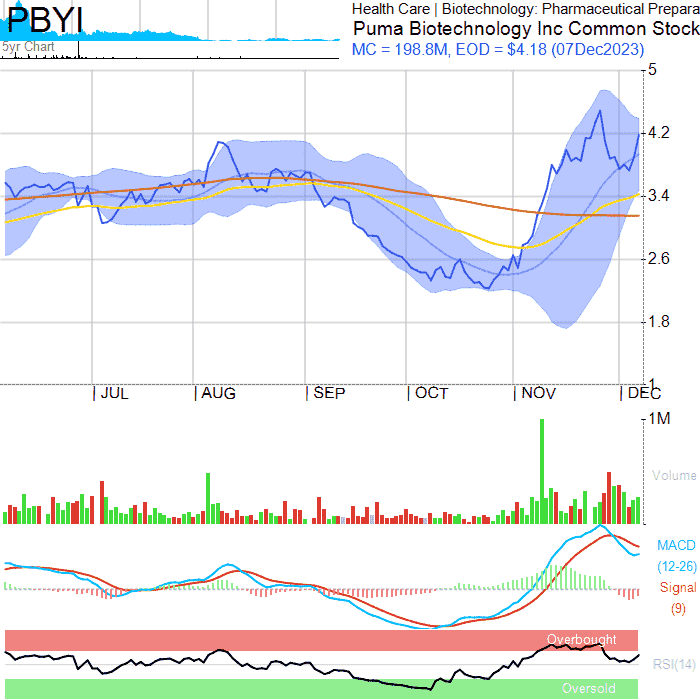 PBYI
Health Care | Biotechnology: Pharmaceutical Prepara
Puma Biotechnology Inc Common Stock
MC = 198.8M, EOD = $4.18 (07Dec2023)
5yr Chart
5
4.2
3.4
2.6
1.8
1
JUL AUG SEP OCT NOV DEC
1M
Volume
MACD
(12-26)
Signal
(9)
Overbought
RSI(14)
Oversold